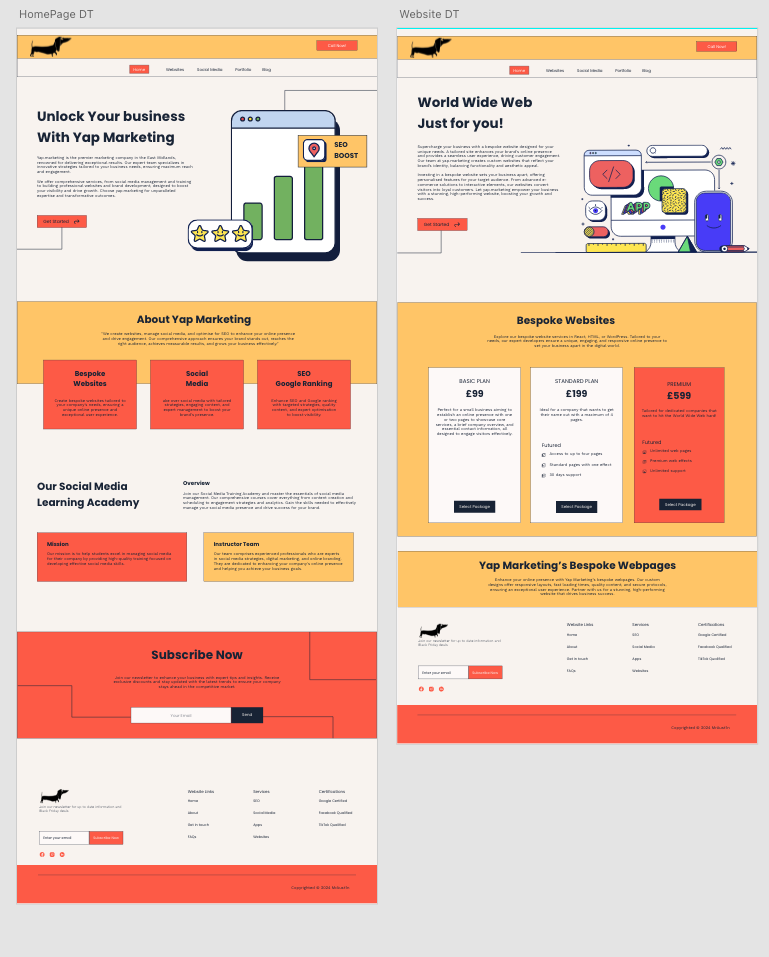 HomePage DT
Call Now!
Home Websites Social Media Portfolio Blog
Unlock Your business
With Yap Marketing
Yap marketing is the premier marketing company in the East Midlands,
renowned for delivering exceptional results. Our expert team specialises in
innovative strategies tailored to your business needs, ensuring maximum reach
and engagement.
We offer comprehensive services, from social media management and training
to building professional websites and brand development, designed to boost
your visibility and drive growth. Choose yap marketing for unparalleled
expertise and transformative outcomes.
Get Started
SEO
BOOST
About Yap Marketing
"We create websites, manage social media, and optimise for SEO to enhance your online presence
and drive engagement. Our comprehensive approach ensures your brand stands out, reaches the
right audience, achieves measurable results, and grows your business effectively"
Bespoke
Websites
Create bespoke websites tailored to
your company's needs, ensuring a
unique online presence and
exceptional user experience.
Social
Media
strategies, engaging content, and
expert management to boost your
brand's presence.
SEO
Google Ranking
Enhance SEO and Google ranking
with targeted strategies, quality
content, and expert optimisation
to boost visibility.
Our Social Media
Learning Academy
Overview
Join our Social Media Training Academy and master the essentials of social media
management. Our comprehensive courses cover everything from content creation and
scheduling to engagement strategies and analytics. Gain the skills needed to effectively
manage your social media presence and drive success for your brand.
Mission
Our mission is to help students excel in managing social media
for their company by providing high-quality training focused on
developing effective social media skills.
Instructor Team
Our team comprises experienced professionals who are experts
in social media strategies, digital marketing, and online branding.
They are dedicated to enhancing your company's online presence
and helping you achieve your business goals.
Subscribe Now
Join our newsletter to enhance your business with expert tips and insights. Receive
exclusive discounts and stay updated with the latest trends to ensure your company
stays ahead in the competitive market
Your Email
Send
Join our newsletter for up to date information and
Black Friday deals
Enter your email
Subscribe Now
Website Links
Home
About
Get in touch
FAQs
Services
SEO
Social Media
Apps
Websites
Certifications
Google Certified
Facebook Qualified
TikTok Qualified
Website DT
Call Now!
Home Websites Social Media Portfolio Blog
World Wide Web
Just for you!
Supercharge your business with a bespoke website designed for your
unique needs. A tailored site enhances your brand's online presence
and provides a seamless user experience, driving customer engagement.
Our team at yap marketing creates custom websites that reflect your
brand's identity, balancing functionality and aesthetic appeal.
Investing in a bespoke website sets your business apart, offering
personalised features for your target audience. From advanced e-
commerce solutions to interactive elements, our websites convert
visitors into loyal customers. Let yap marketing empower your business
with a stunning, high-performing website, boosting your growth and
success.
Get Started
</>
APP
Bespoke Websites
Explore our bespoke website services in React, HTML, or WordPress. Tailored to your
needs, our expert developers ensure a unique, engaging, and responsive online presence to
set your business apart in the digital world.
BASIC PLAN
£99
Perfect for a small business aiming to
establish an online presence with one
or two pages to showcase core
services, a brief company overview, and
essential contact information, all
designed to engage visitors effectively.
Select Package
STANDARD PLAN
£199
Ideal for a company that wants to get
their name out with a maximum of 4
pages.
Futured
Access to up to four pages
Standard pages with one effect
30 days support
Select Package
PREMIUM
£599
Tailored for dedicated companies that
want to hit the World Wide Web hard
Futured
Unlimited web pages
Premium web effects
Unlimited support
Select Package
Yap Marketing's Bespoke Webpages
Enhance your online presence with Yap Marketing's bespoke webpages. Our custom
designs offer responsive layouts, fast loading times, quality content, and secure protocols,
ensuring an exceptional user experience. Partner with us for a stunning, high-performing
website that drives business success.
Join our newsletter for up to date information and
Black Friday deals
Enter your email
Subscribe Now
Website Links
Home
About
Get in touch
FAQs
Services
SEO
Social Media
Apps
Websites
Certifications
Google Certified
Facebook Qualified
TikTok Qualified